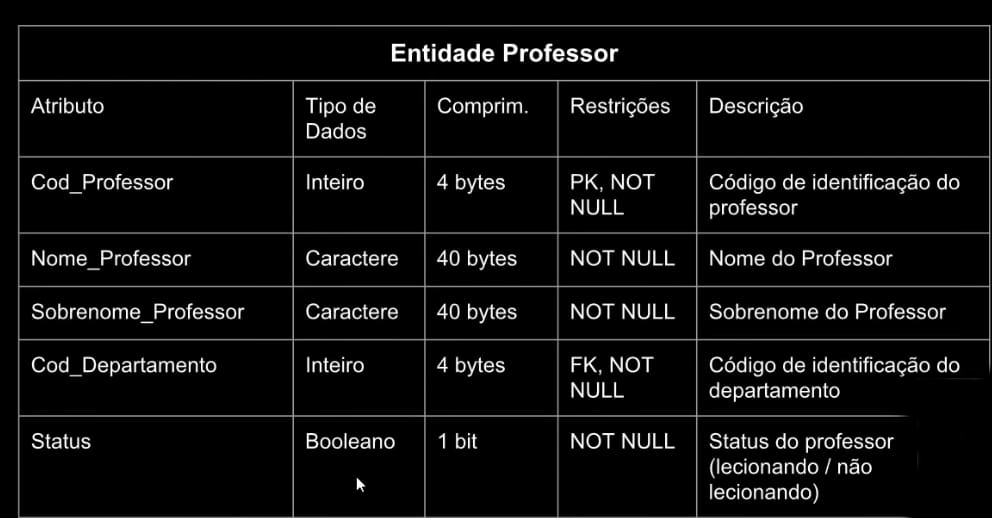 Entidade Professor
Atributo
Tipo de
Dados
Comprim.
Restrições
Descrição
Cod_Professor
Inteiro
4 bytes
PK, NOT
NULL
Código de identificação do
professor
Nome_Professor
Caractere
40 bytes
NOT NULL
Nome do Professor
Sobrenome_Professor
Caractere
40 bytes
NOT NULL
Sobrenome do Professor
Cod_Departamento
Inteiro
4 bytes
FK, NOT
NULL
Código de identificação do
departamento
Status
Booleano
1 bit
NOT NULL
Status do professor
(lecionando / não
lecionando)